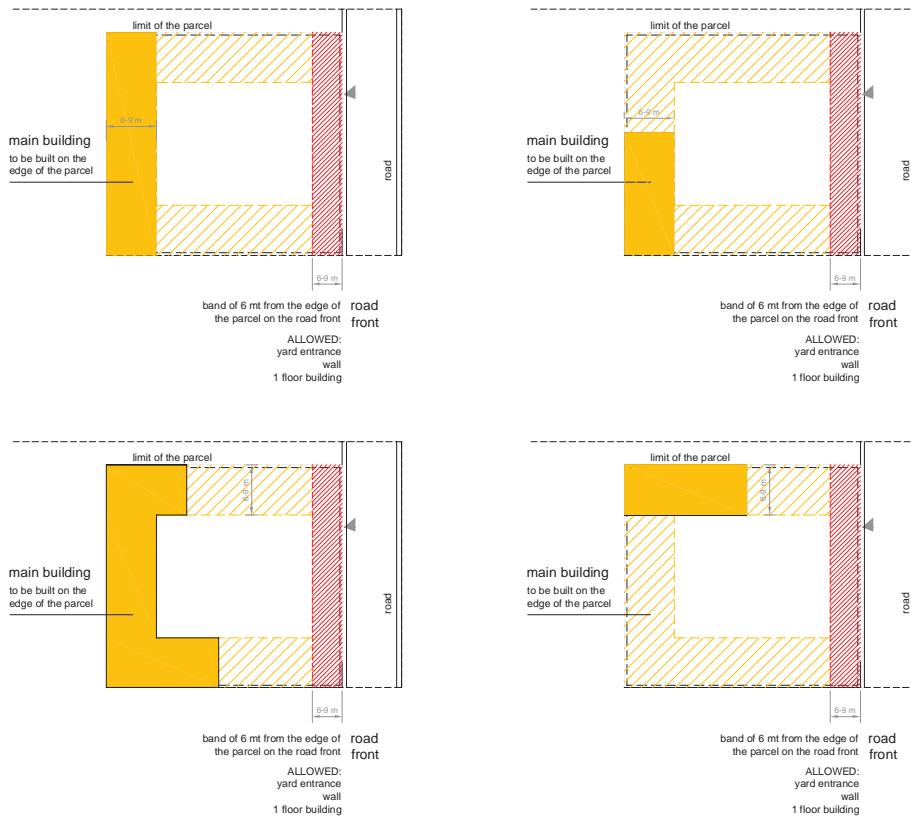 limit of the parcel
6-9 m
main building
to be built on the
edge of the parcel
road
6-9 m
band of 6 mt from the edge of
the parcel on the road front
road
front
ALLOWED:
yard entrance
wall
1 floor building
limit of the parcel
6-9 m
main building
to be built on the
edge of the parcel
road
6-9 m
band of 6 mt from the edge of
the parcel on the road front
road
front
ALLOWED:
yard entrance
wall
1 floor building
limit of the parcel
6-9 m
main building
to be built on the
edge of the parcel
road
6-9 m
band of 6 mt from the edge of
the parcel on the road front
road
front
ALLOWED:
yard entrance
wall
1 floor building
limit of the parcel
6-9 m
main building
to be built on the
edge of the parcel
road
6-9 m
band of 6 mt from the edge of
the parcel on the road front
road
front
ALLOWED:
yard entrance
wall
1 floor building